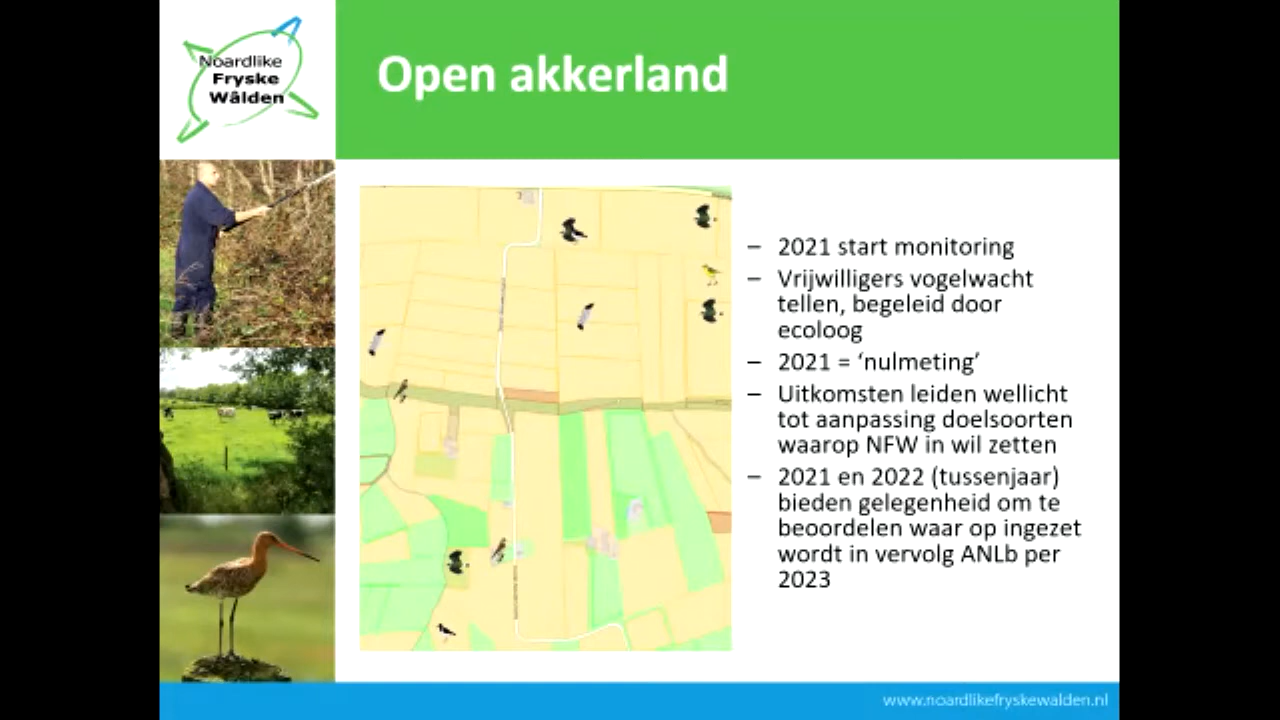 Noardlike
Fryske
Wâlden
Open akkerland
– 2021 start monitoring
– Vrijwilligers vogelwacht
tellen, begeleid door
ecoloog
– 2021 = ‘nulmeting’
– Uitkomsten leiden wellicht
tot aanpassing doelsoorten
waarop NFW in wil zetten
– 2021 en 2022 (tussenjaar)
bieden gelegenheid om te
beoordelen waar op ingezet
wordt in vervolg ANLb per
2023
www.noardlikefryskewalden.nl